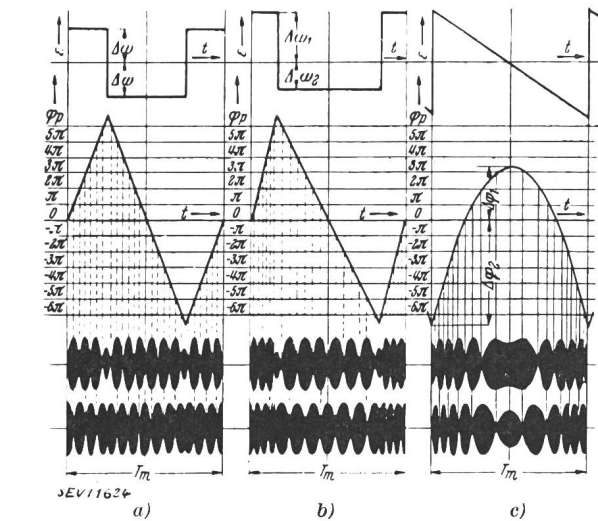 ε Δω t ε Δω₁ t ε t
Δω Δω₂
φp φp φp
5π 5π 5π
4π 4π 4π
3π 3π 3π
2π 2π 2π Δφ₁
π π π
0 t 0 t 0 t
-π -π -π
-2π -2π -2π
-3π -3π -3π
-4π -4π -4π Δφ₂
-5π -5π -5π
-6π -6π -6π
Tm Tm Tm
SEV11624
a) b) c)